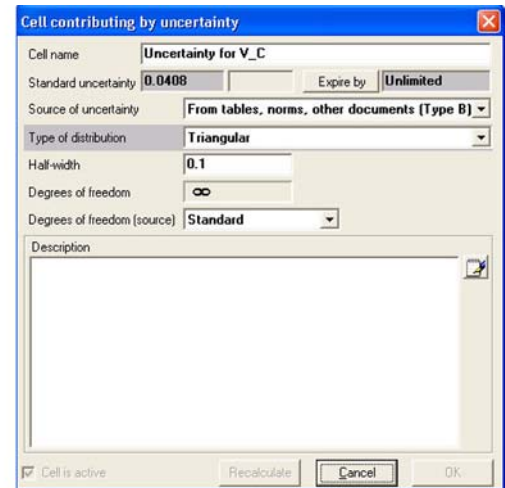 Cell contributing by uncertainty
Cell name Uncertainty for V_C
Standard uncertainty 0.0408 Expire by Unlimited
Source of uncertainty From tables, norms, other documents (Type B)
Type of distribution Triangular
Half-width 0.1
Degrees of freedom ∞
Degrees of freedom (source) Standard
Description
Cell is active Recalculate Cancel OK